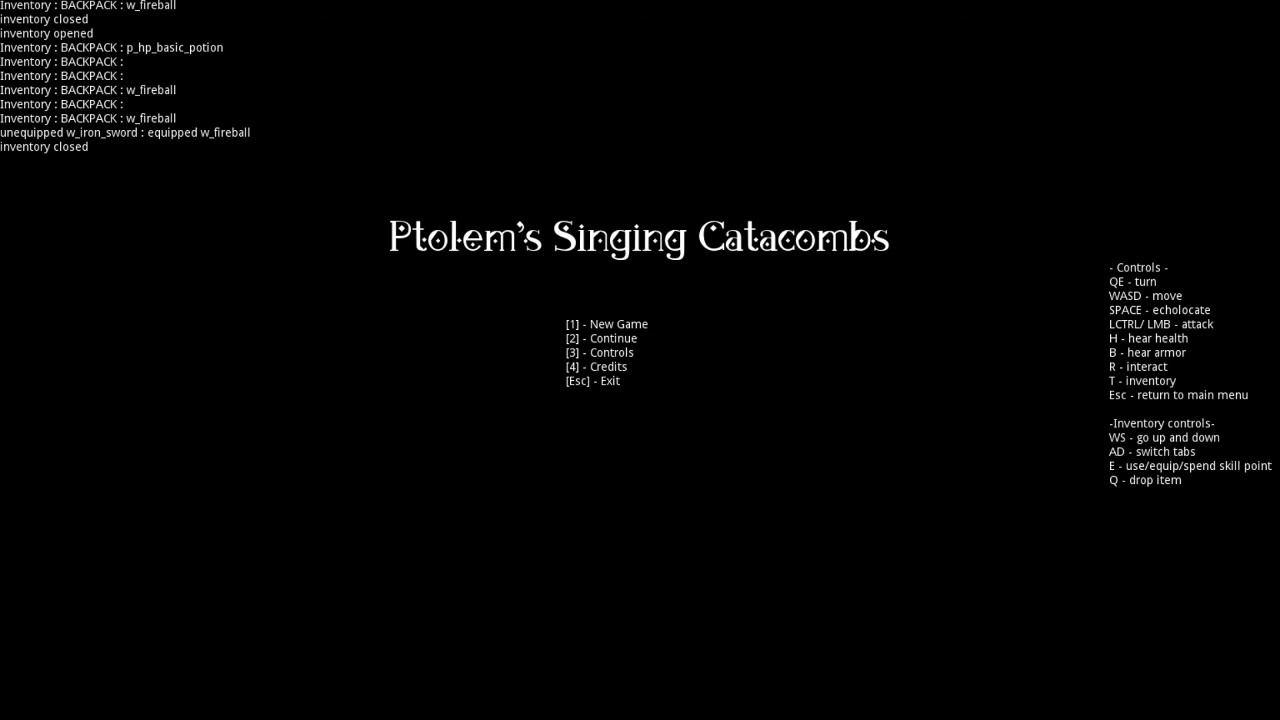 Inventory : BACKPACK : w_fireball
inventory closed
inventory opened
Inventory : BACKPACK : p_hp_basic_potion
Inventory : BACKPACK :
Inventory : BACKPACK :
Inventory : BACKPACK : w_fireball
Inventory : BACKPACK :
Inventory : BACKPACK : w_fireball
unequipped w_iron_sword : equipped w_fireball
inventory closed
Ptolem's Singing Catacombs
[1] - New Game
[2] - Continue
[3] - Controls
[4] - Credits
[Esc] - Exit
- Controls -
QE - turn
WASD - move
SPACE - echolocate
LCTRL/ LMB - attack
H - hear health
B - hear armor
R - interact
T - inventory
Esc - return to main menu
-Inventory controls-
WS - go up and down
AD - switch tabs
E - use/equip/spend skill point
Q - drop item